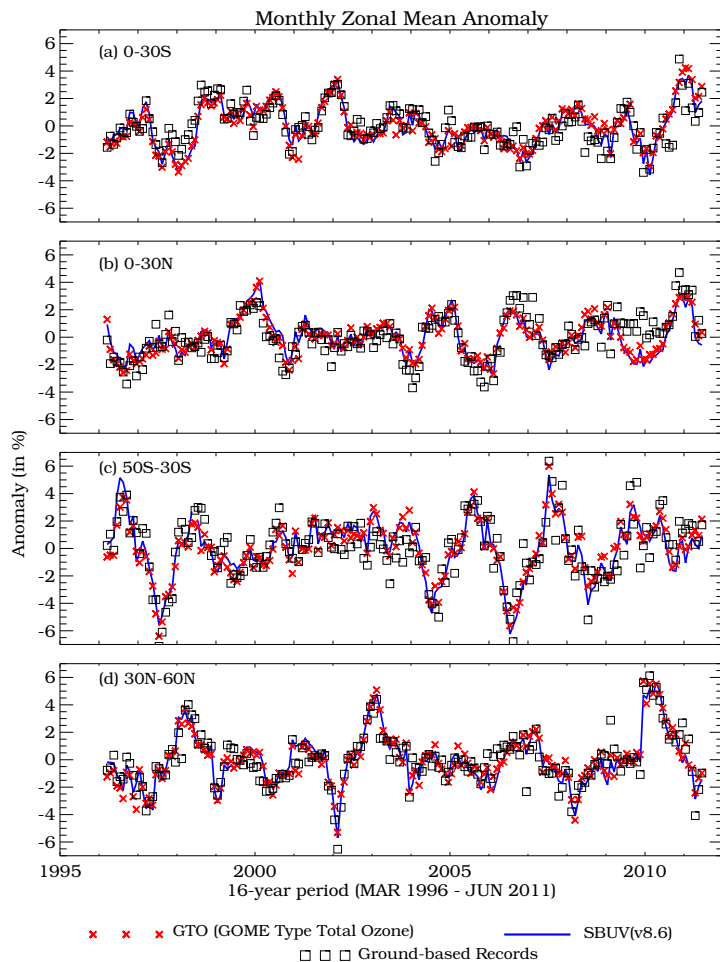 Monthly Zonal Mean Anomaly
(a) 0-30S
6
4
2
0
-2
-4
-6
(b) 0-30N
6
4
2
0
-2
-4
-6
Anomaly (in %)
(c) 50S-30S
6
4
2
0
-2
-4
-6
(d) 30N-60N
6
4
2
0
-2
-4
-6
1995 2000 2005 2010
16-year period (MAR 1996 - JUN 2011)
GTO (GOME Type Total Ozone) SBUV(v8.6)
Ground-based Records